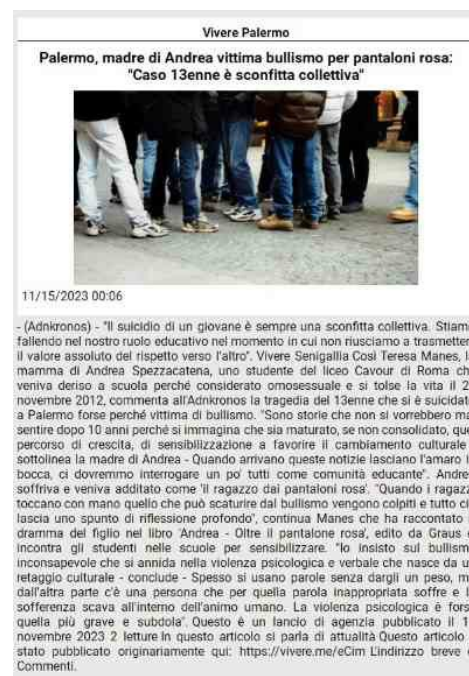 Vivere Palermo
Palermo, madre di Andrea vittima bullismo per pantaloni rosa:
"Caso 13enne è sconfitta collettiva"
11/15/2023 00:06
- (Adnkronos) - "Il suicidio di un giovane è sempre una sconfitta collettiva. Stiam
fallendo nel nostro ruolo educativo nel momento in cui non riusciamo a trasmetter
il valore assoluto del rispetto verso l'altro". Vivere Senigallia Così Teresa Manes, l
mamma di Andrea Spezzacatena, uno studente del liceo Cavour di Roma ch
veniva deriso a scuola perché considerato omosessuale e si tolse la vita il 2
novembre 2012, commenta all'Adnkronos la tragedia del 13enne che si è suicidat
a Palermo forse perché vittima di bullismo. "Sono storie che non si vorrebbero ma
sentire dopo 10 anni perché si immagina che sia maturato, se non consolidato, que
percorso di crescita, di sensibilizzazione a favorire il cambiamento culturale
sottolinea la madre di Andrea - Quando arrivano queste notizie lasciano l'amaro i
bocca, ci dovremmo interrogare un po' tutti come comunità educante". Andre
soffriva e veniva additato come 'il ragazzo dai pantaloni rosa'. "Quando i ragazz
toccano con mano quello che può scaturire dal bullismo vengono colpiti e tutto ci
lascia uno spunto di riflessione profondo", continua Manes che ha raccontato
dramma del figlio nel libro 'Andrea - Oltre il pantalone rosa', edito da Graus
incontra gli studenti nelle scuole per sensibilizzare. "Io insisto sul bullism
inconsapevole che si annida nella violenza psicologica e verbale che nasce da u
retaggio culturale - conclude - Spesso si usano parole senza dargli un peso, m
dall'altra parte c'è una persona che per quella parola inappropriata soffre e l
sofferenza scava all'interno dell'animo umano. La violenza psicologica è fors
quella più grave e subdola". Questo è un lancio di agenzia pubblicato il 1
novembre 2023 2 letture In questo articolo si parla di attualità Questo articolo
stato pubblicato originariamente qui: https://vivere.me/eCim L'indirizzo breve
Commenti.